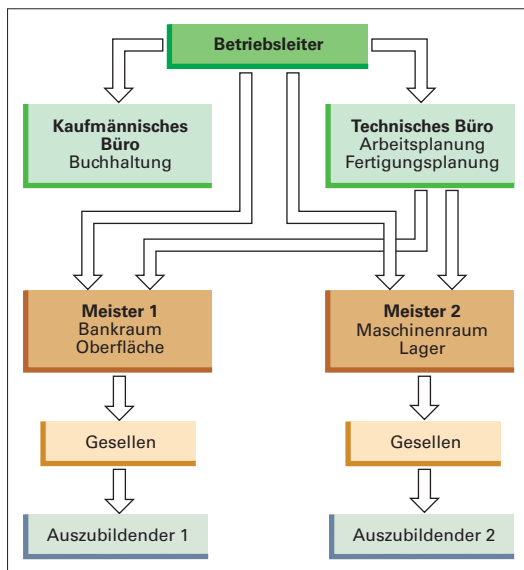 Betriebsleiter
Kaufmännisches
Büro
Buchhaltung
Technisches Büro
Arbeitsplanung
Fertigungsplanung
Meister 1
Bankraum
Oberfläche
Meister 2
Maschinenraum
Lager
Gesellen
Gesellen
Auszubildender 1
Auszubildender 2